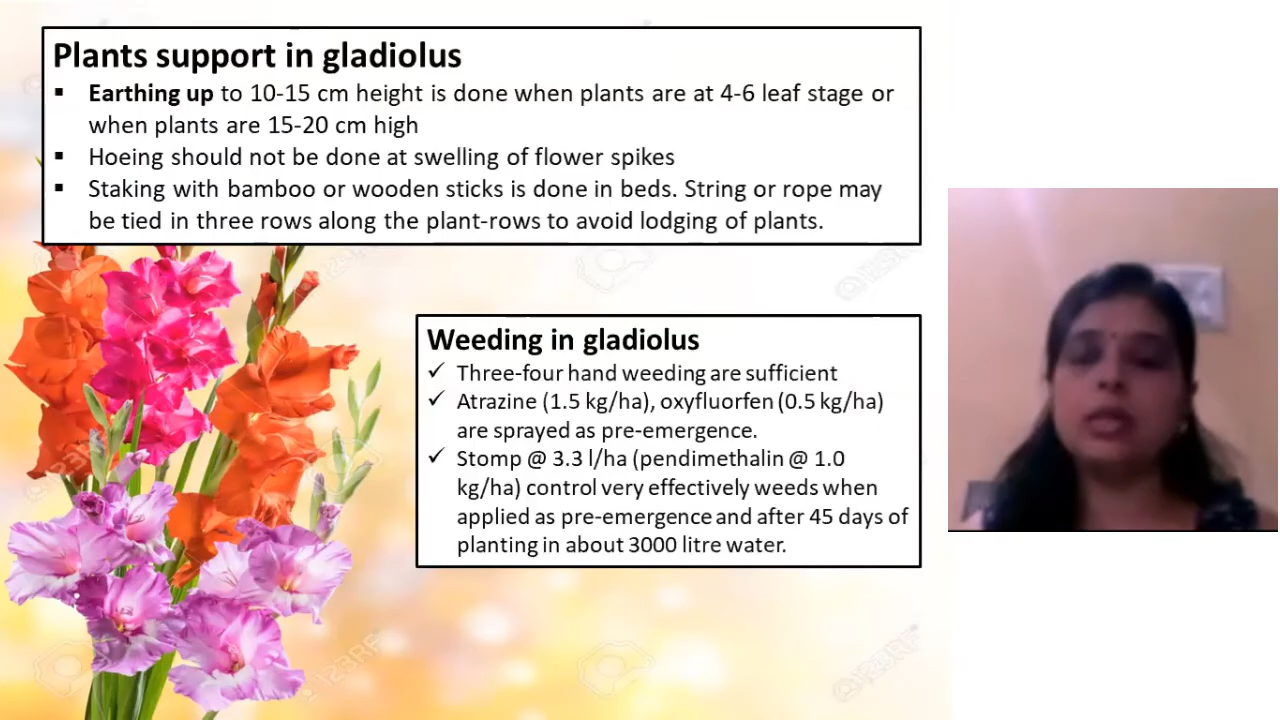 Plants support in gladiolus
▪ Earthing up to 10-15 cm height is done when plants are at 4-6 leaf stage or
when plants are 15-20 cm high
▪ Hoeing should not be done at swelling of flower spikes
▪ Staking with bamboo or wooden sticks is done in beds. String or rope may
be tied in three rows along the plant-rows to avoid lodging of plants.
Weeding in gladiolus
✓ Three-four hand weeding are sufficient
✓ Atrazine (1.5 kg/ha), oxyfluorfen (0.5 kg/ha)
are sprayed as pre-emergence.
✓ Stomp @ 3.3 l/ha (pendimethalin @ 1.0
kg/ha) control very effectively weeds when
applied as pre-emergence and after 45 days of
planting in about 3000 litre water.
123RF
123RF
123RF
123RF